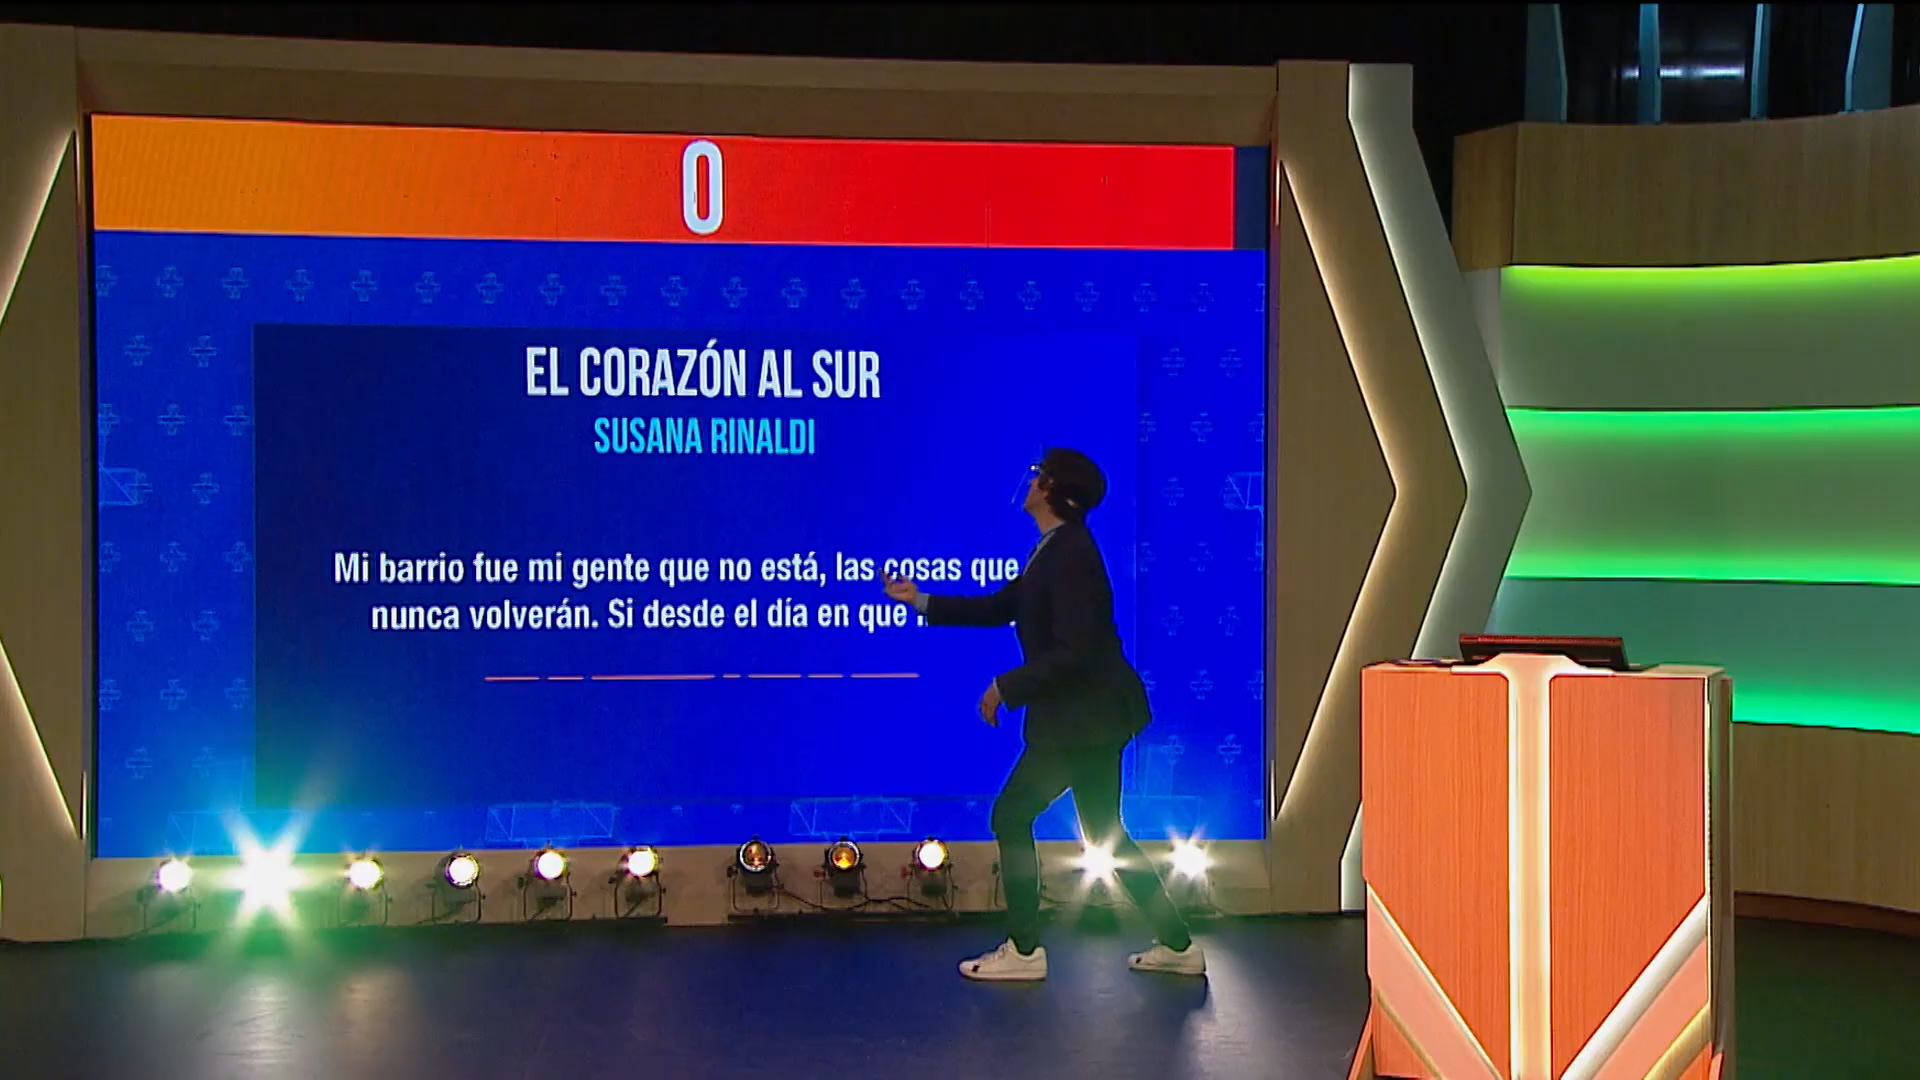 0
EL CORAZÓN AL SUR
SUSANA RINALDI
Mi barrio fue mi gente que no está, las cosas que
nunca volverán. Si desde el día en que